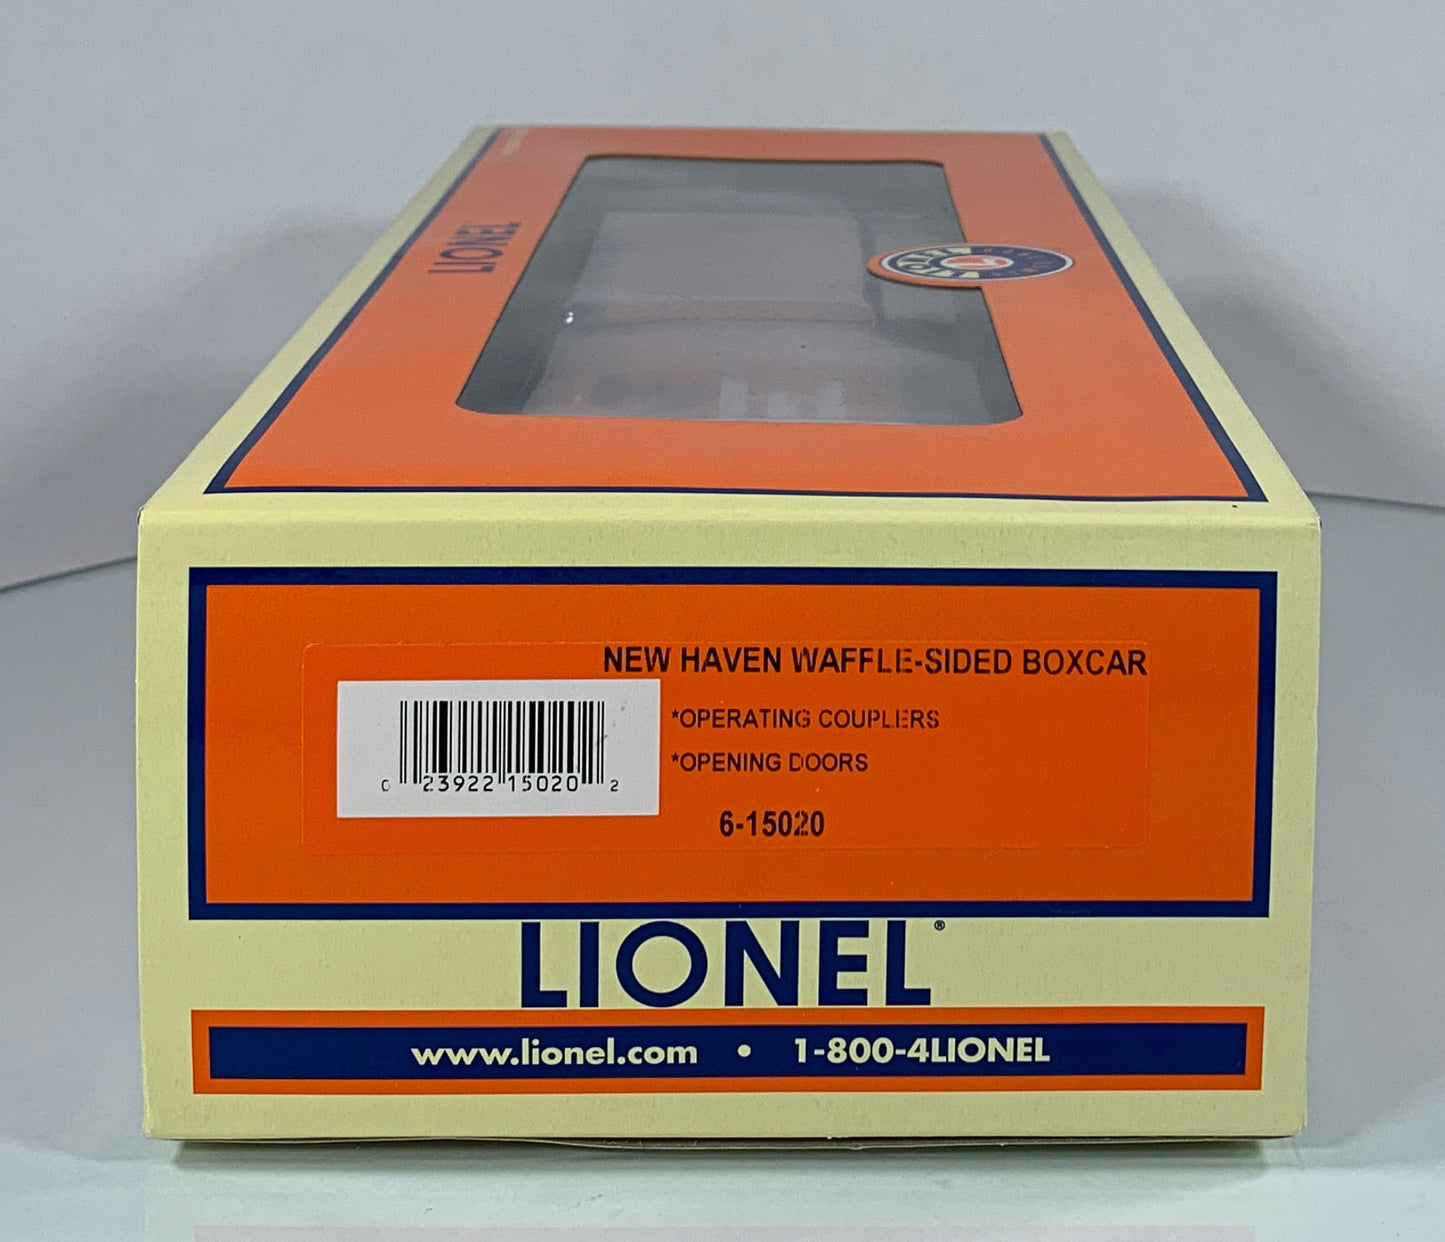 LIONEL
NEW HAVEN WAFFLE-SIDED BOXCAR
*OPERATING COUPLERS
*OPENING DOORS
0 23922 15020 2
6-15020
LIONEL®
www.lionel.com • 1-800-4LIONEL